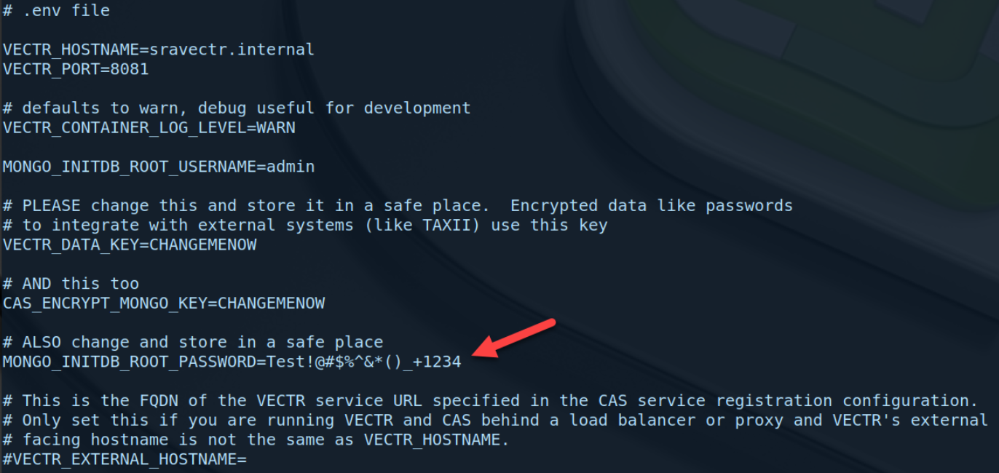 # .env file
VECTR_HOSTNAME=sravectr.internal
VECTR_PORT=8081
# defaults to warn, debug useful for development
VECTR_CONTAINER_LOG_LEVEL=WARN
MONGO_INITDB_ROOT_USERNAME=admin
# PLEASE change this and store it in a safe place.  Encrypted data like passwords
# to integrate with external systems (like TAXII) use this key
VECTR_DATA_KEY=CHANGEMENOW
# AND this too
CAS_ENCRYPT_MONGO_KEY=CHANGEMENOW
# ALSO change and store in a safe place
MONGO_INITDB_ROOT_PASSWORD=Test!@#$%^&*()_+1234
# This is the FQDN of the VECTR service URL specified in the CAS service registration configuration.
# Only set this if you are running VECTR and CAS behind a load balancer or proxy and VECTR's external
# facing hostname is not the same as VECTR_HOSTNAME.
#VECTR_EXTERNAL_HOSTNAME=